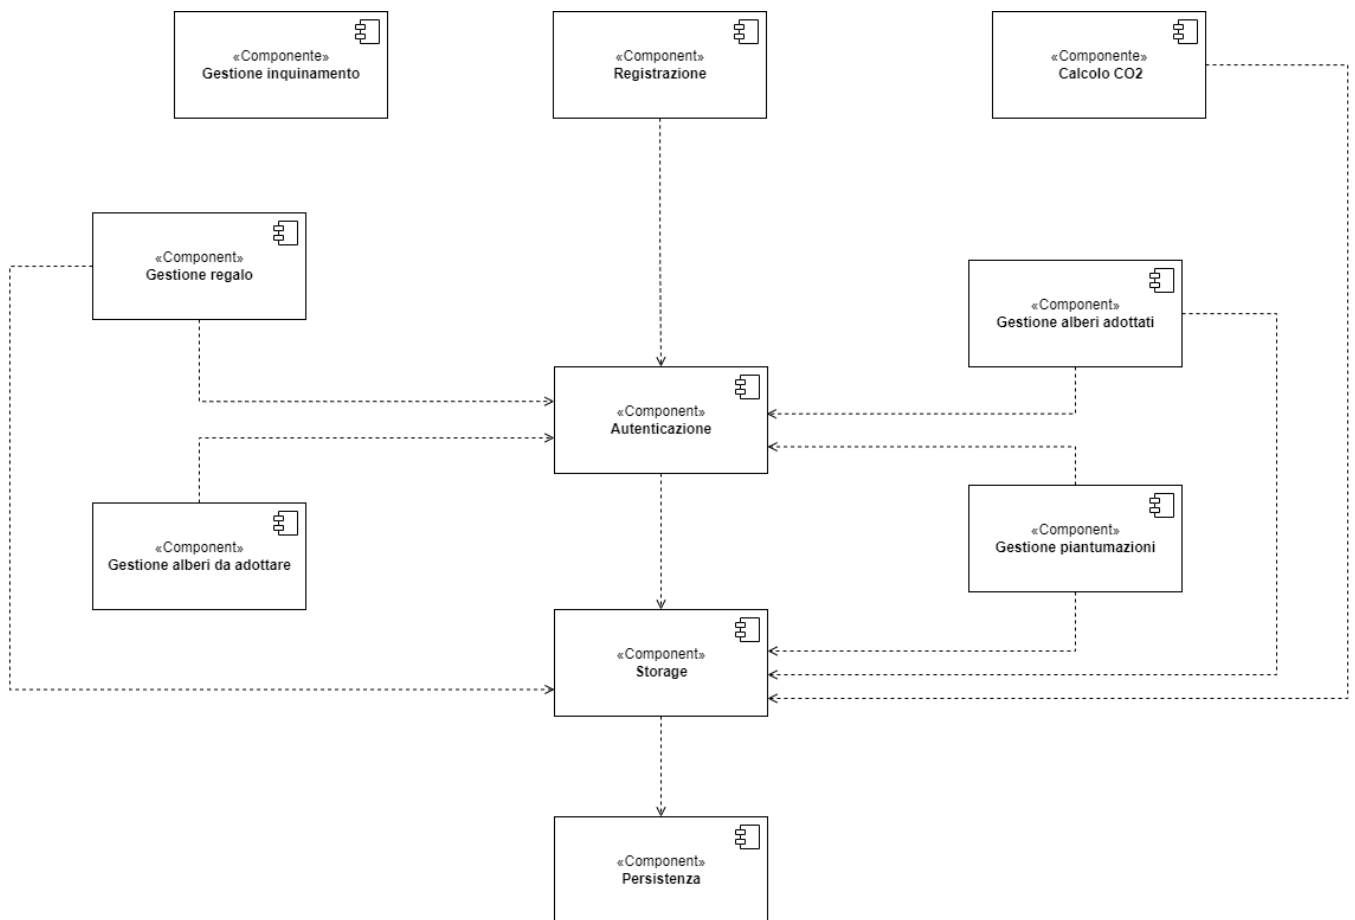 «Componente»
Gestione inquinamento
«Component»
Registrazione
«Componente»
Calcolo CO2
«Component»
Gestione regalo
«Component»
Gestione alberi adottati
«Component»
Autenticazione
«Component»
Gestione alberi da adottare
«Component»
Gestione piantumazioni
«Component»
Storage
«Component»
Persistenza